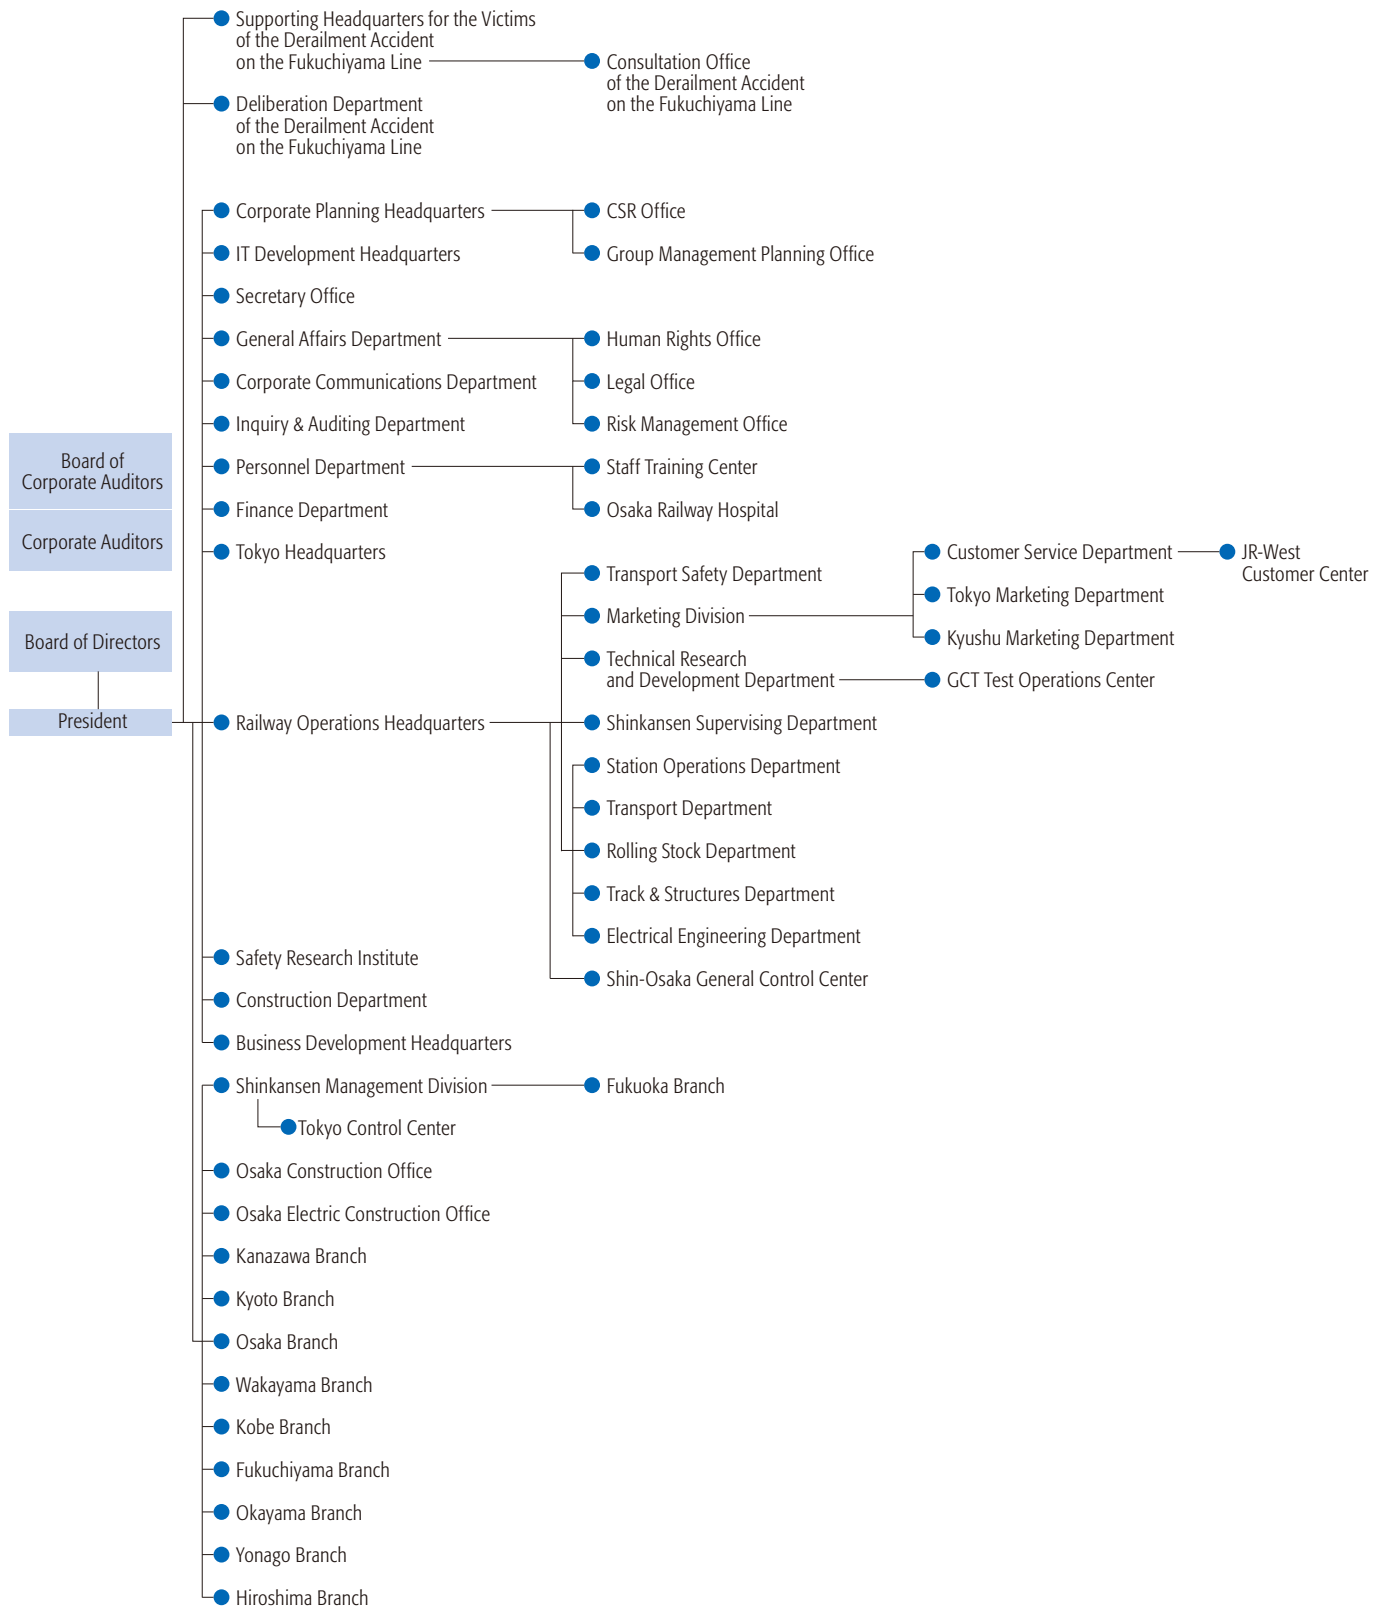 Supporting Headquarters for the Victims
of the Derailment Accident
on the Fukuchiyama Line
Consultation Office
of the Derailment Accident
on the Fukuchiyama Line
Deliberation Department
of the Derailment Accident
on the Fukuchiyama Line
Corporate Planning Headquarters
CSR Office
IT Development Headquarters
Group Management Planning Office
Secretary Office
General Affairs Department
Human Rights Office
Corporate Communications Department
Legal Office
Inquiry & Auditing Department
Risk Management Office
Board of
Corporate Auditors
Personnel Department
Staff Training Center
Finance Department
Osaka Railway Hospital
Corporate Auditors
Tokyo Headquarters
Customer Service Department
JR-West
Customer Center
Transport Safety Department
Tokyo Marketing Department
Marketing Division
Kyushu Marketing Department
Board of Directors
Technical Research
and Development Department
GCT Test Operations Center
President
Railway Operations Headquarters
Shinkansen Supervising Department
Station Operations Department
Transport Department
Rolling Stock Department
Track & Structures Department
Electrical Engineering Department
Safety Research Institute
Shin-Osaka General Control Center
Construction Department
Business Development Headquarters
Shinkansen Management Division
Fukuoka Branch
Tokyo Control Center
Osaka Construction Office
Osaka Electric Construction Office
Kanazawa Branch
Kyoto Branch
Osaka Branch
Wakayama Branch
Kobe Branch
Fukuchiyama Branch
Okayama Branch
Yonago Branch
Hiroshima Branch